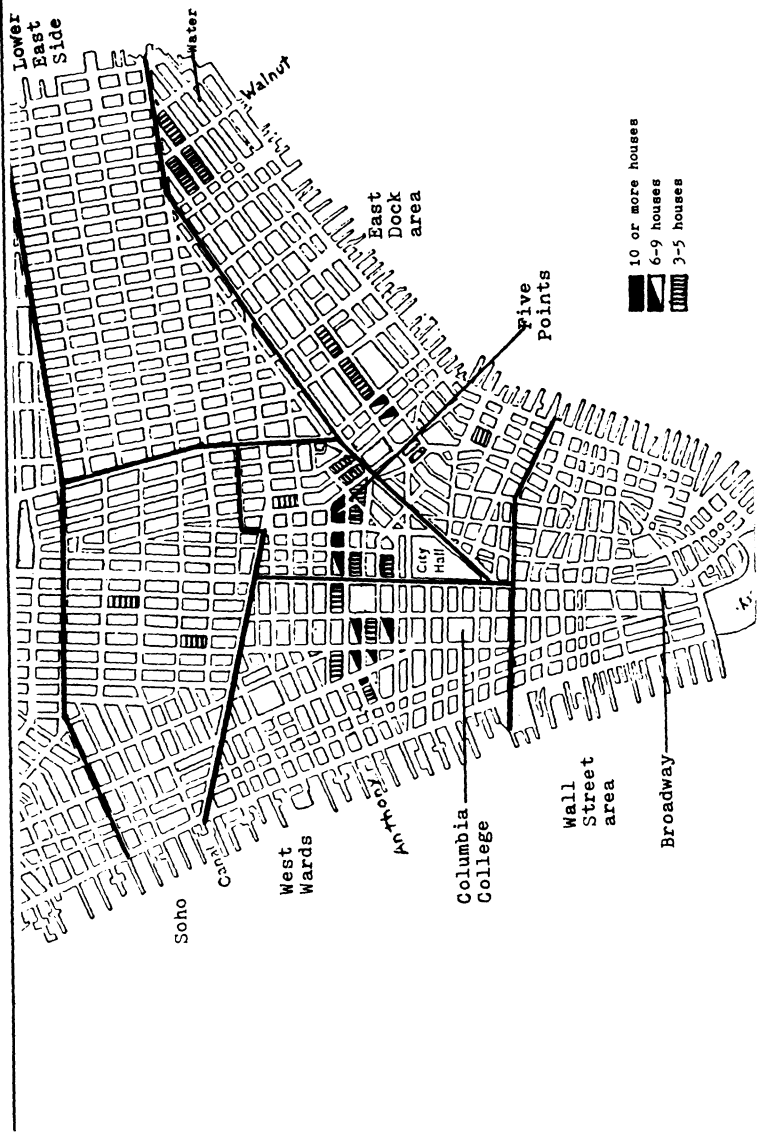 Lower
East
Side
Water
Walnut
East
Dock
area
Five
Points
10 or more houses
6-9 houses
3-5 houses
City
Hall
Soho
Canal
West
Wards
Anthony
Columbia
College
Wall
Street
area
Broadway